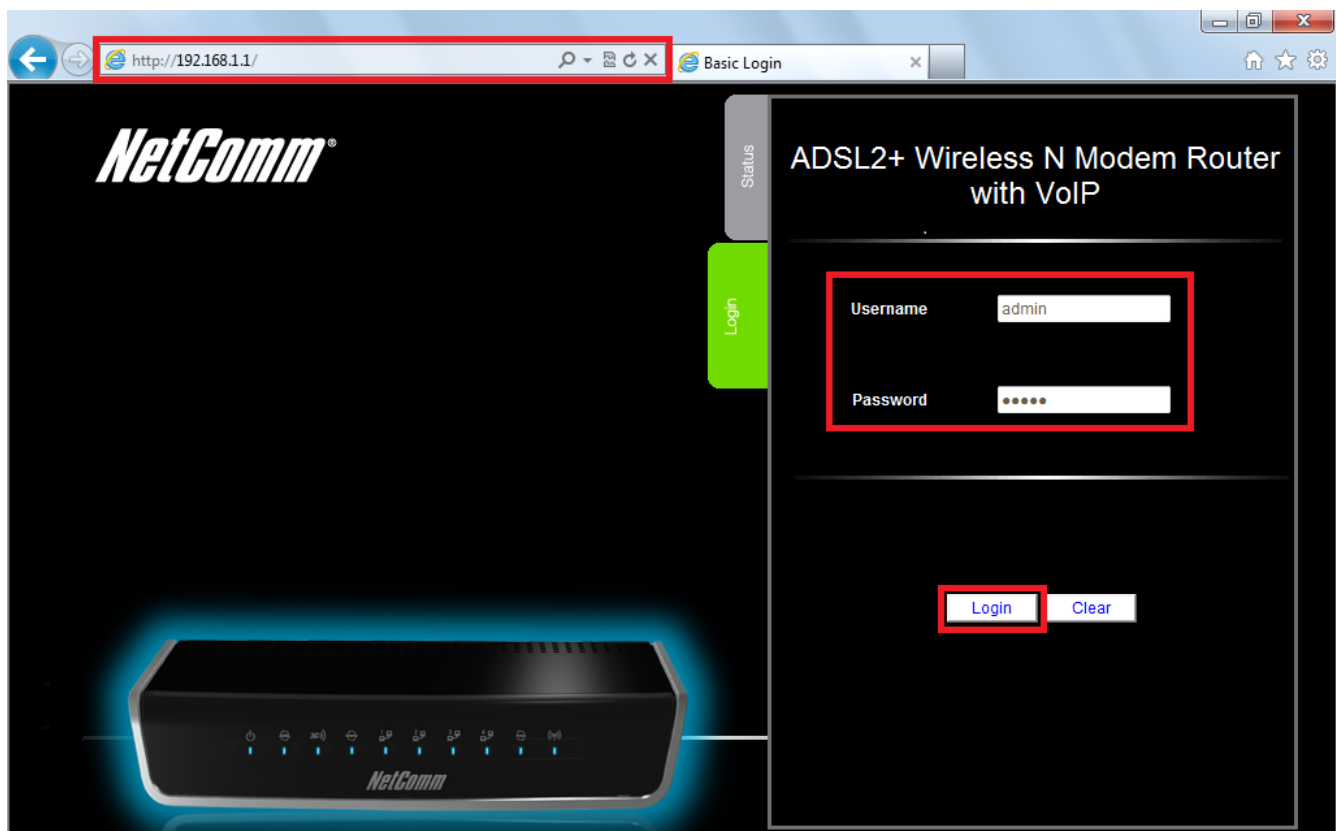 http://192.168.1.1/
Basic Login
NetComm®
Status
Login
ADSL2+ Wireless N Modem Router
with VoIP
Username admin
Password •••••
Login Clear
NetComm